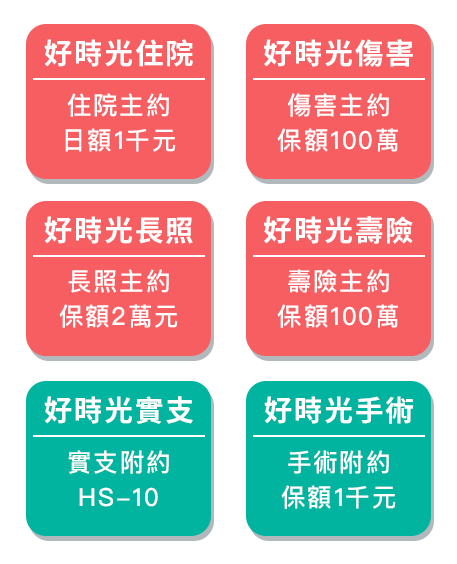 好時光住院
住院主約
日額1千元
好時光傷害
傷害主約
保額100萬
好時光長照
長照主約
保額2萬元
好時光壽險
壽險主約
保額100萬
好時光實支
實支附約
HS-10
好時光手術
手術附約
保額1千元